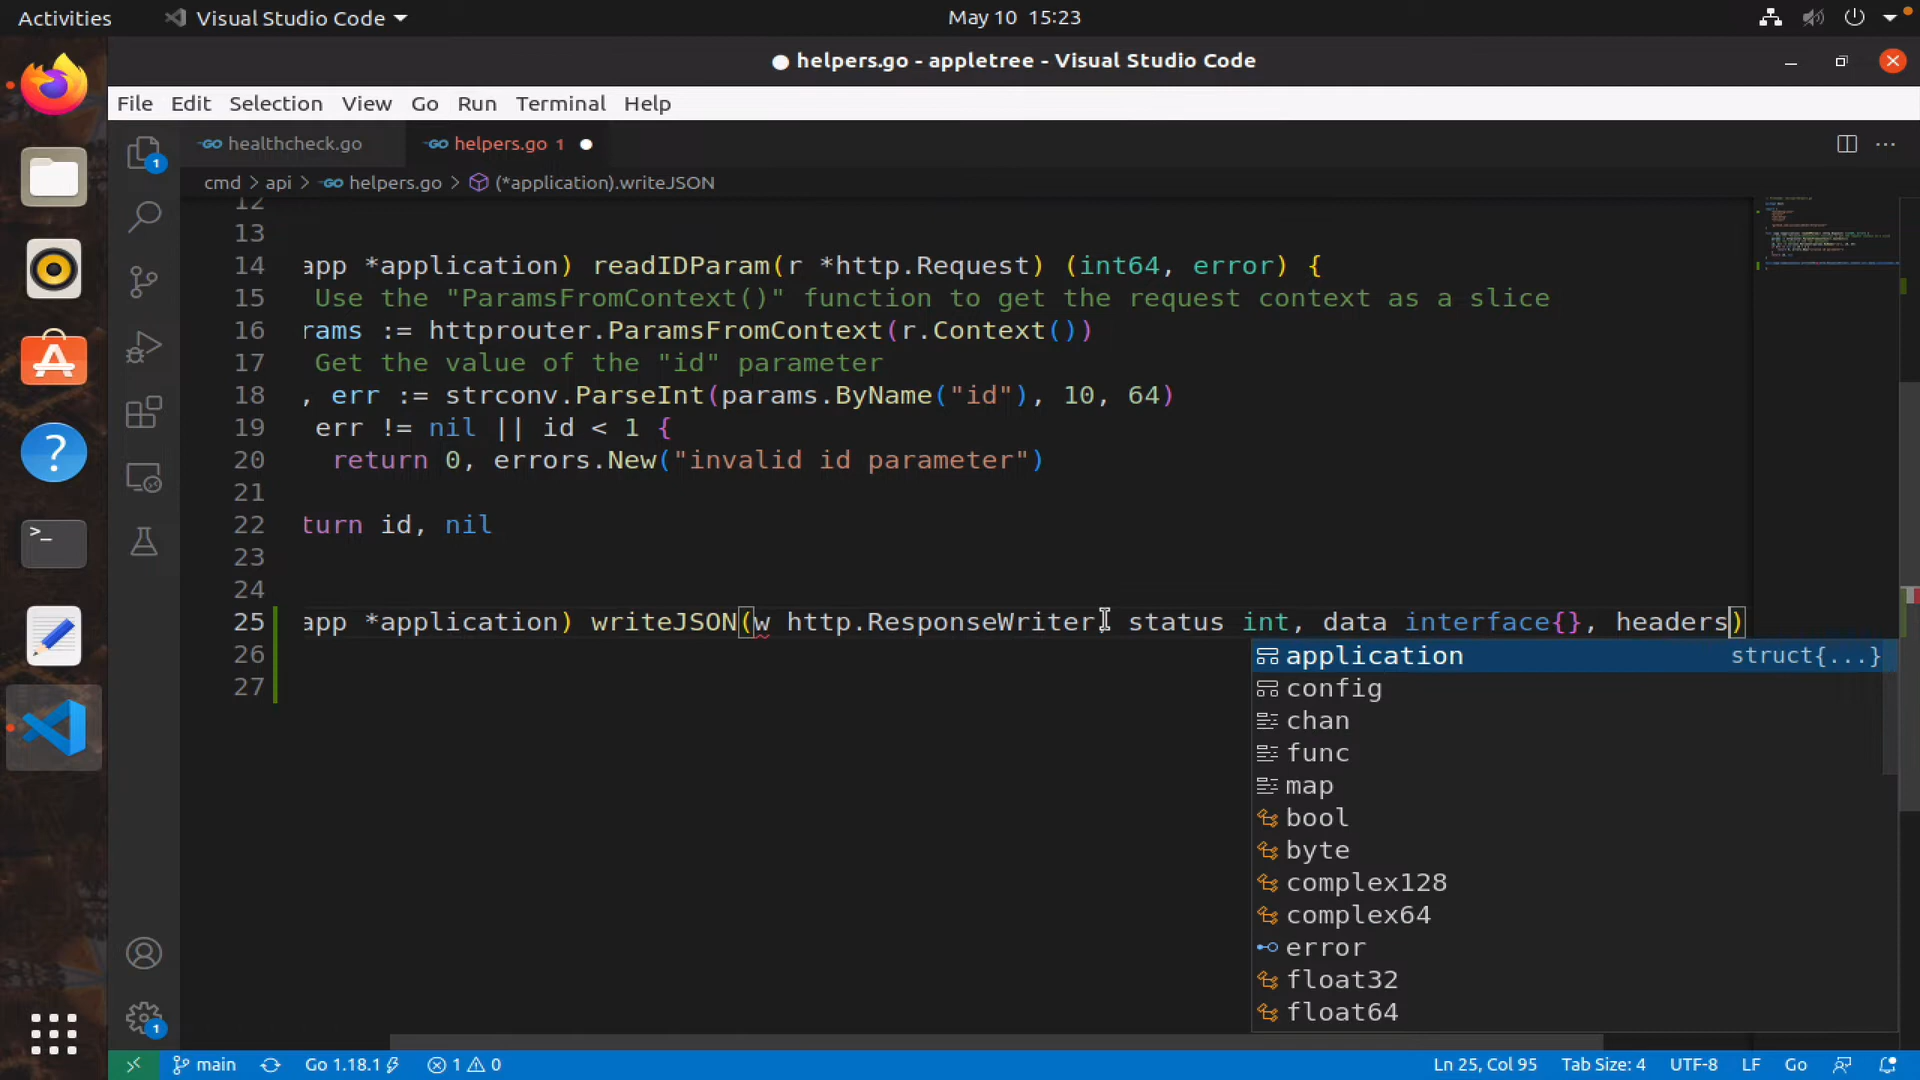 Activities Visual Studio Code May 10 15:23
helpers.go - appletree - Visual Studio Code
File Edit Selection View Go Run Terminal Help
healthcheck.go helpers.go 1
cmd > api > helpers.go > (*application).writeJSON
12
13
14 app *application) readIDParam(r *http.Request) (int64, error) {
15 Use the "ParamsFromContext()" function to get the request context as a slice
16 rams := httprouter.ParamsFromContext(r.Context())
17 Get the value of the "id" parameter
18 , err := strconv.ParseInt(params.ByName("id"), 10, 64)
19 err != nil || id < 1 {
20 return 0, errors.New("invalid id parameter")
21
22 turn id, nil
23
24
25 app *application) writeJSON(w http.ResponseWriter, status int, data interface{}, headers)
26
27
application struct{...}
config
chan
func
map
bool
byte
complex128
complex64
error
float32
float64
1
1
main Go 1.18.1 1 0 Ln 25, Col 95 Tab Size: 4 UTF-8 LF Go